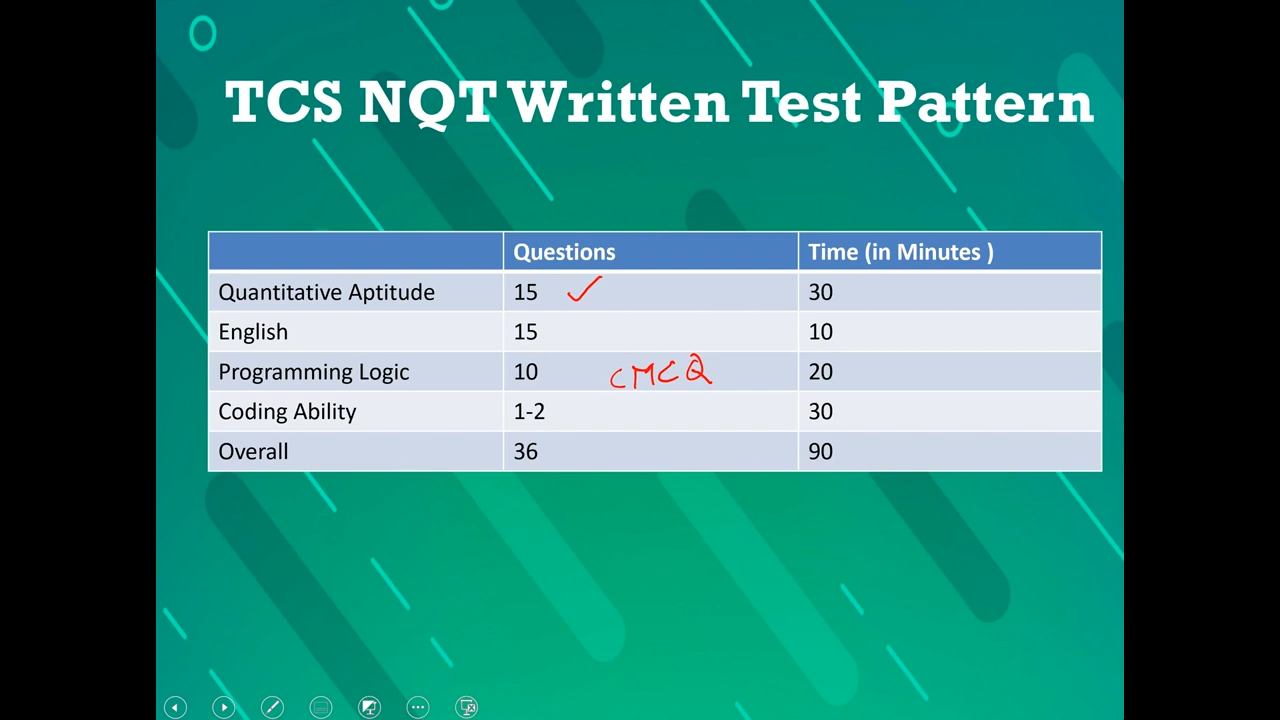 TCS NQT Written Test Pattern
Questions Time (in Minutes )
Quantitative Aptitude 15 30
English 15 10
Programming Logic 10 CMCQ 20
Coding Ability 1-2 30
Overall 36 90